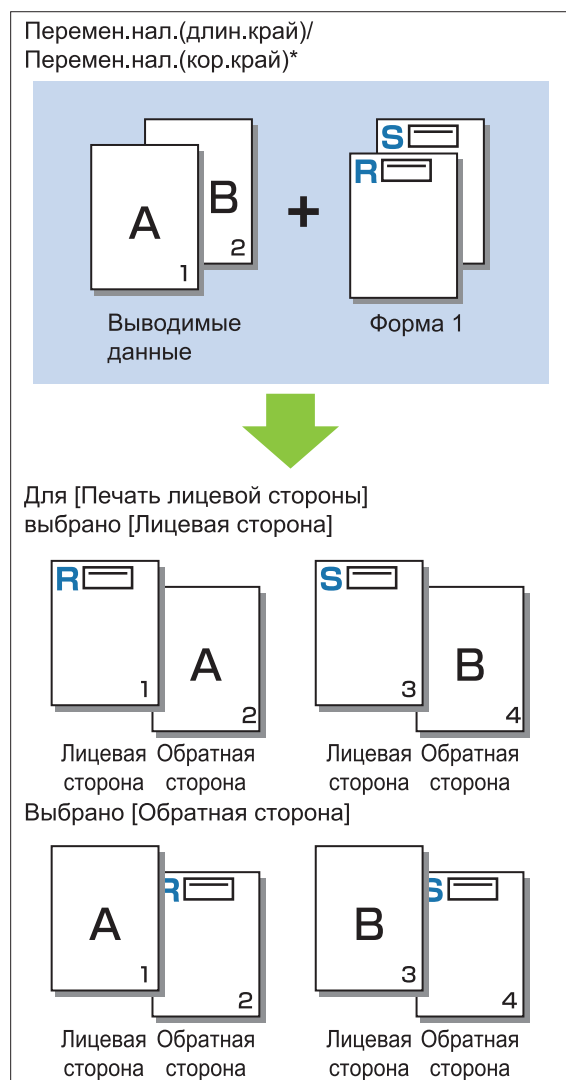 Перемен.нал.(длин.край)/
Перемен.нал.(кор.край)*
A
1
B
2
+
R
S
Выводимые
данные
Форма 1
Для [Печать лицевой стороны]
выбрано [Лицевая сторона]
R
1
A
2
S
3
B
4
Лицевая Обратная
сторона сторона
Лицевая Обратная
сторона сторона
Выбрано [Обратная сторона]
A
1
R
2
B
3
S
4
Лицевая Обратная
сторона сторона
Лицевая Обратная
сторона сторона